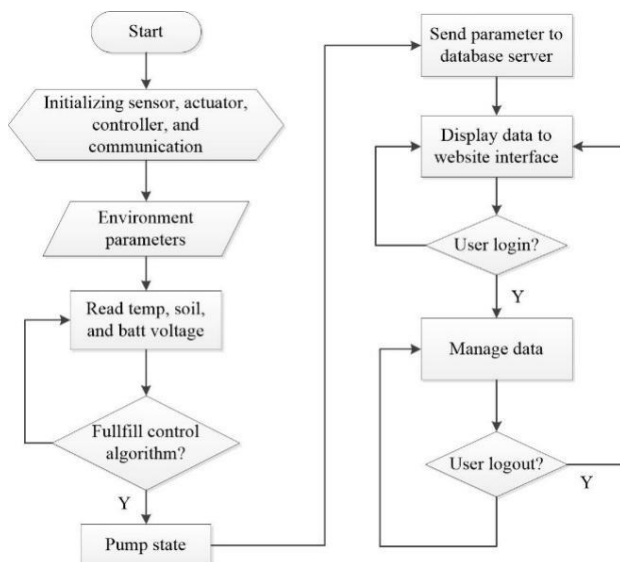 Start
Initializing sensor, actuator,
controller, and
communication
Environment
parameters
Read temp, soil,
and batt voltage
Fullfill control
algorithm?
Y
Pump state
Send parameter to
database server
Display data to
website interface
User login?
Y
Manage data
User logout?
Y